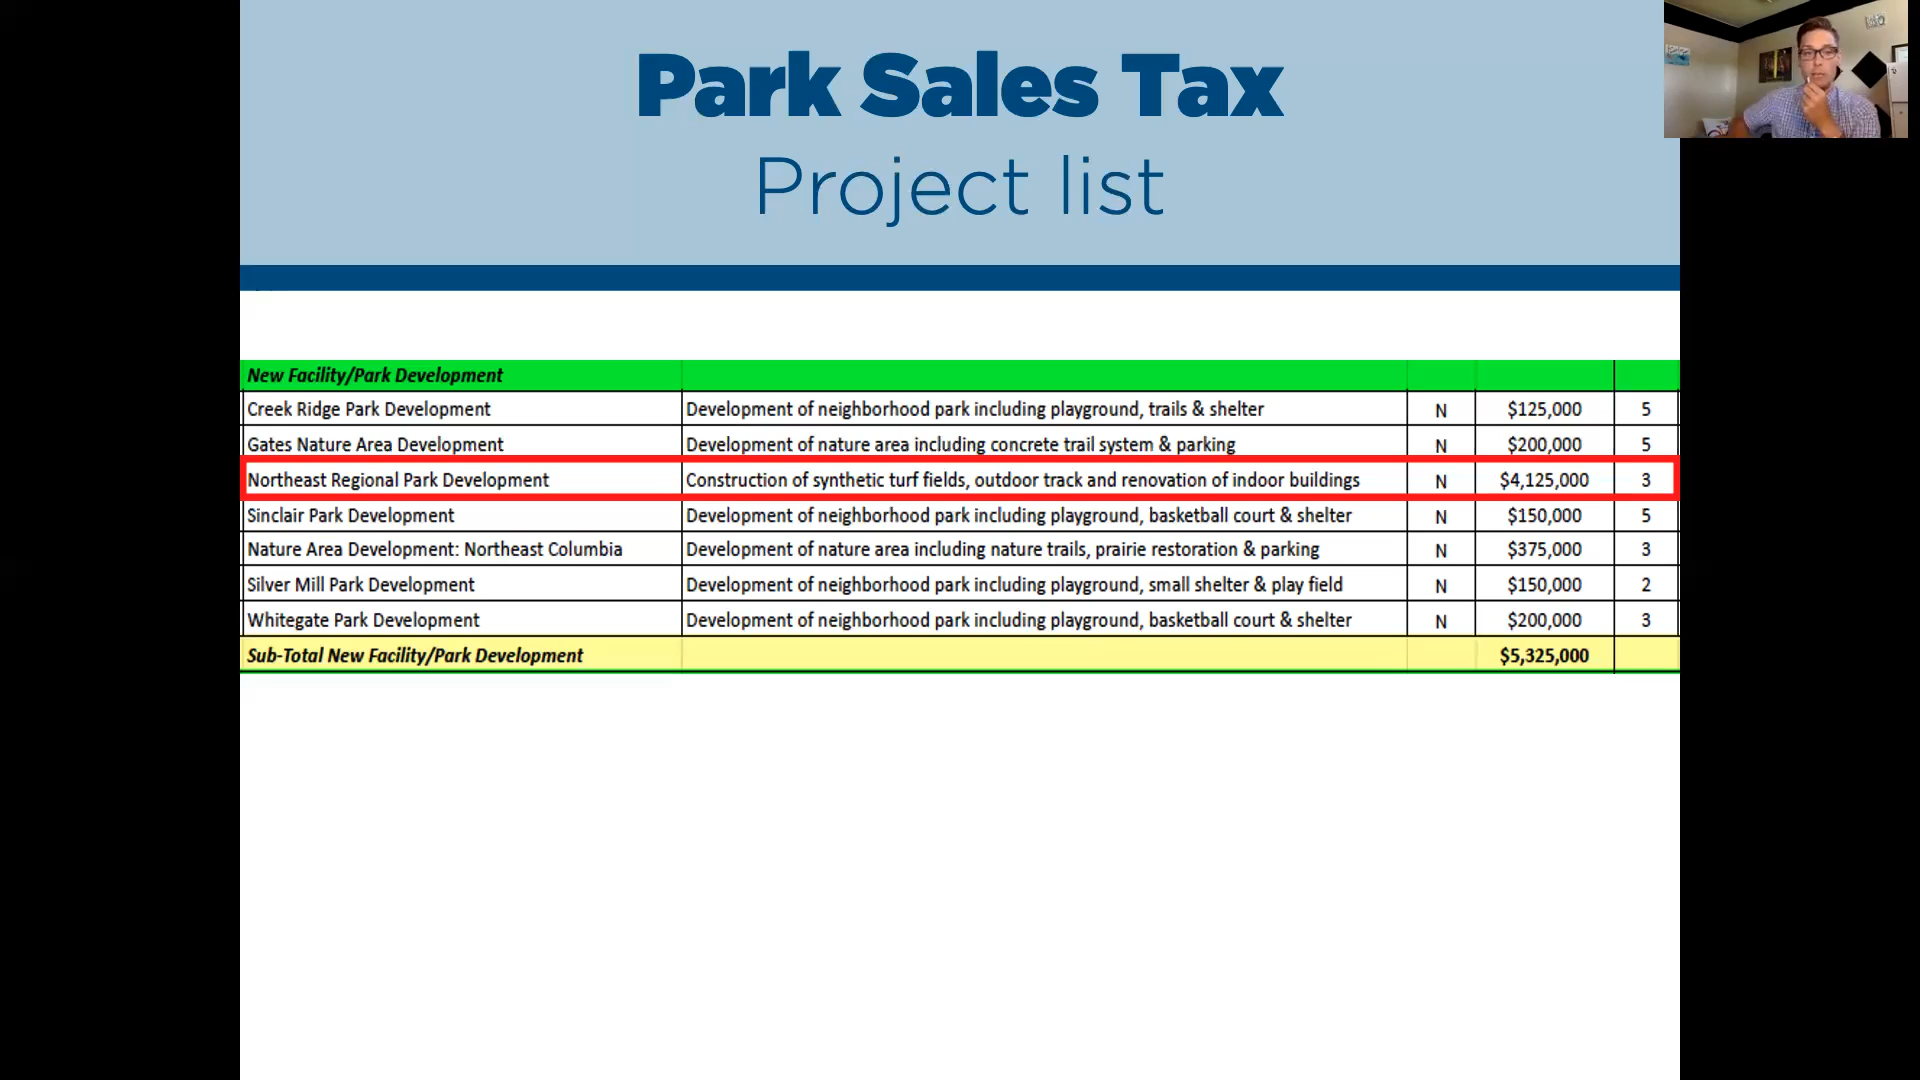 Park Sales Tax
Project list
New Facility/Park Development
Creek Ridge Park Development Development of neighborhood park including playground, trails & shelter N $125,000 5
Gates Nature Area Development Development of nature area including concrete trail system & parking N $200,000 5
Northeast Regional Park Development Construction of synthetic turf fields, outdoor track and renovation of indoor buildings N $4,125,000 3
Sinclair Park Development Development of neighborhood park including playground, basketball court & shelter N $150,000 5
Nature Area Development: Northeast Columbia Development of nature area including nature trails, prairie restoration & parking N $375,000 3
Silver Mill Park Development Development of neighborhood park including playground, small shelter & play field N $150,000 2
Whitegate Park Development Development of neighborhood park including playground, basketball court & shelter N $200,000 3
Sub-Total New Facility/Park Development $5,325,000